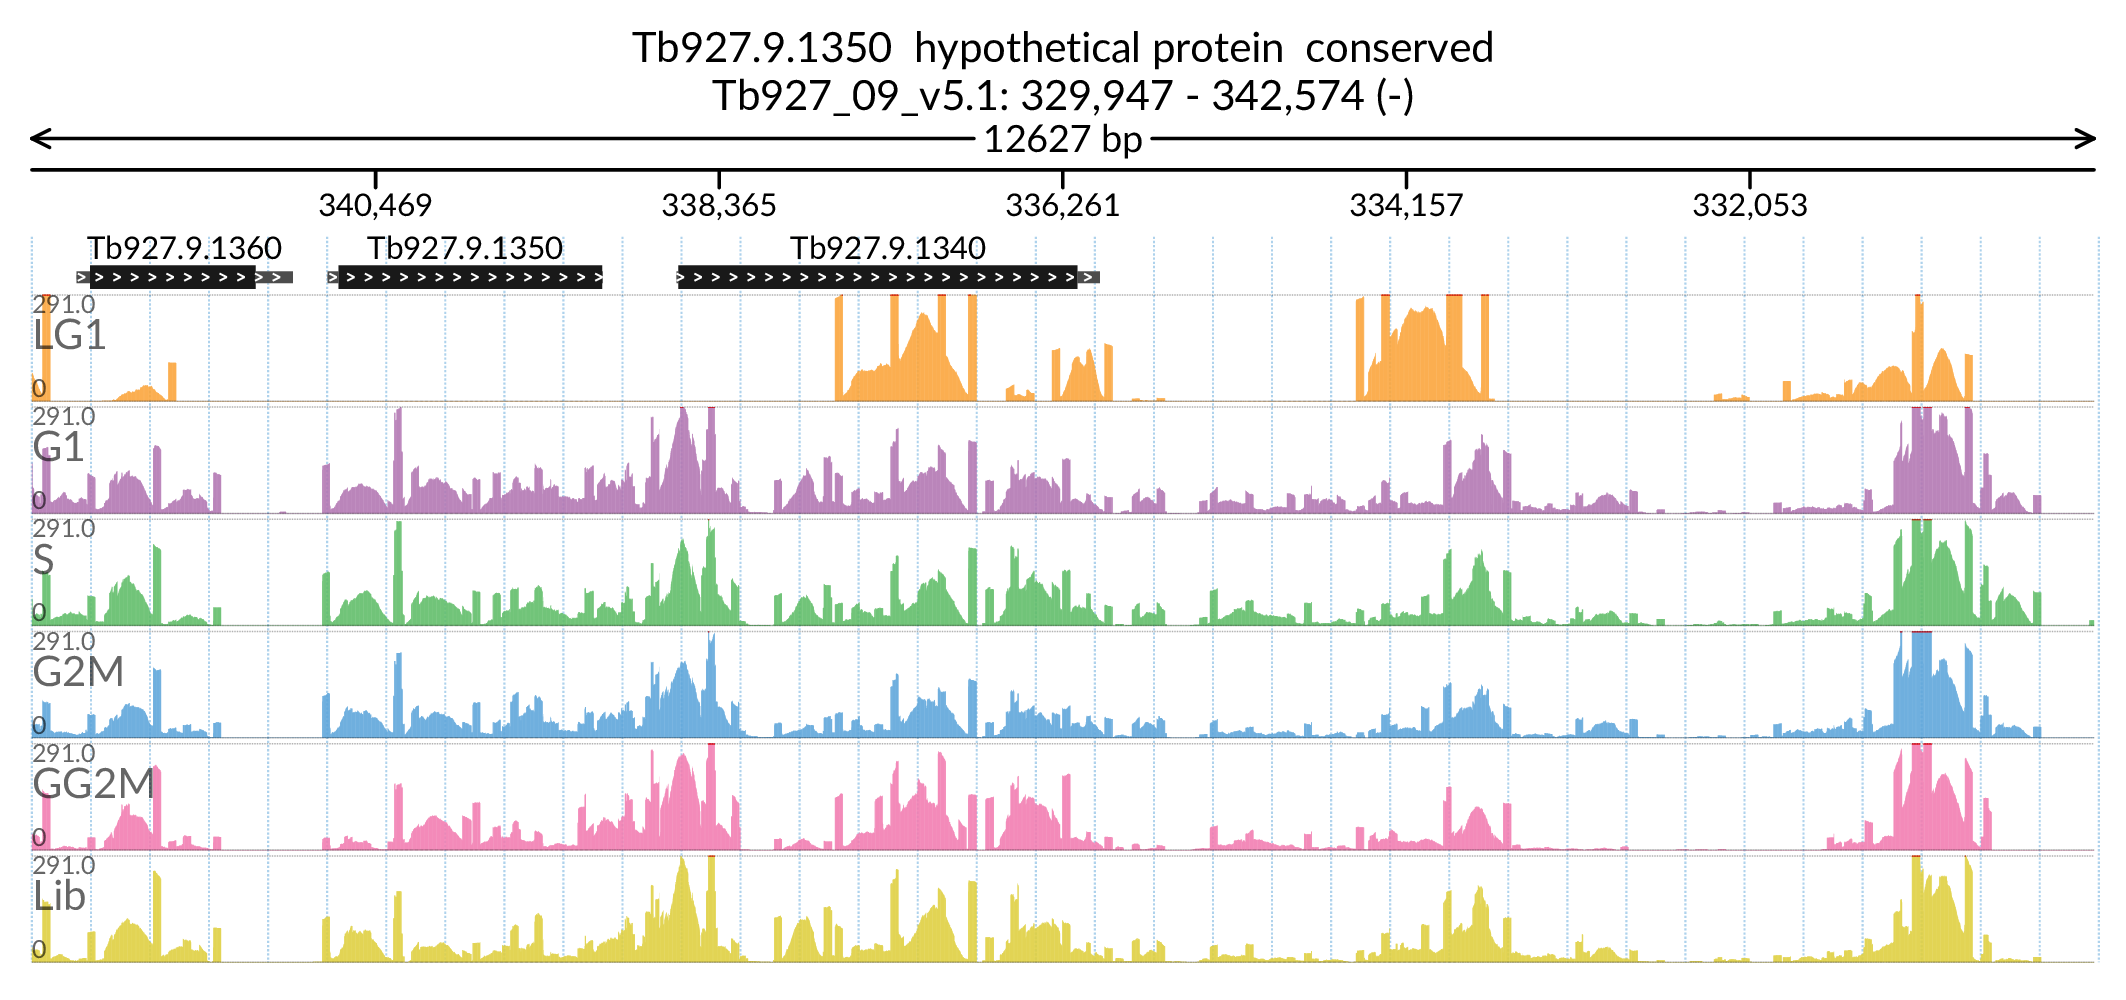 Tb927.9.1350  hypothetical protein  conserved
Tb927_09_v5.1: 329,947 - 342,574 (-)
12627 bp
340,469 338,365 336,261 334,157 332,053
Tb927.9.1360 Tb927.9.1350 Tb927.9.1340
291.0
LG1
0
291.0
G1
0
291.0
S
0
291.0
G2M
0
291.0
GG2M
0
291.0
Lib
0